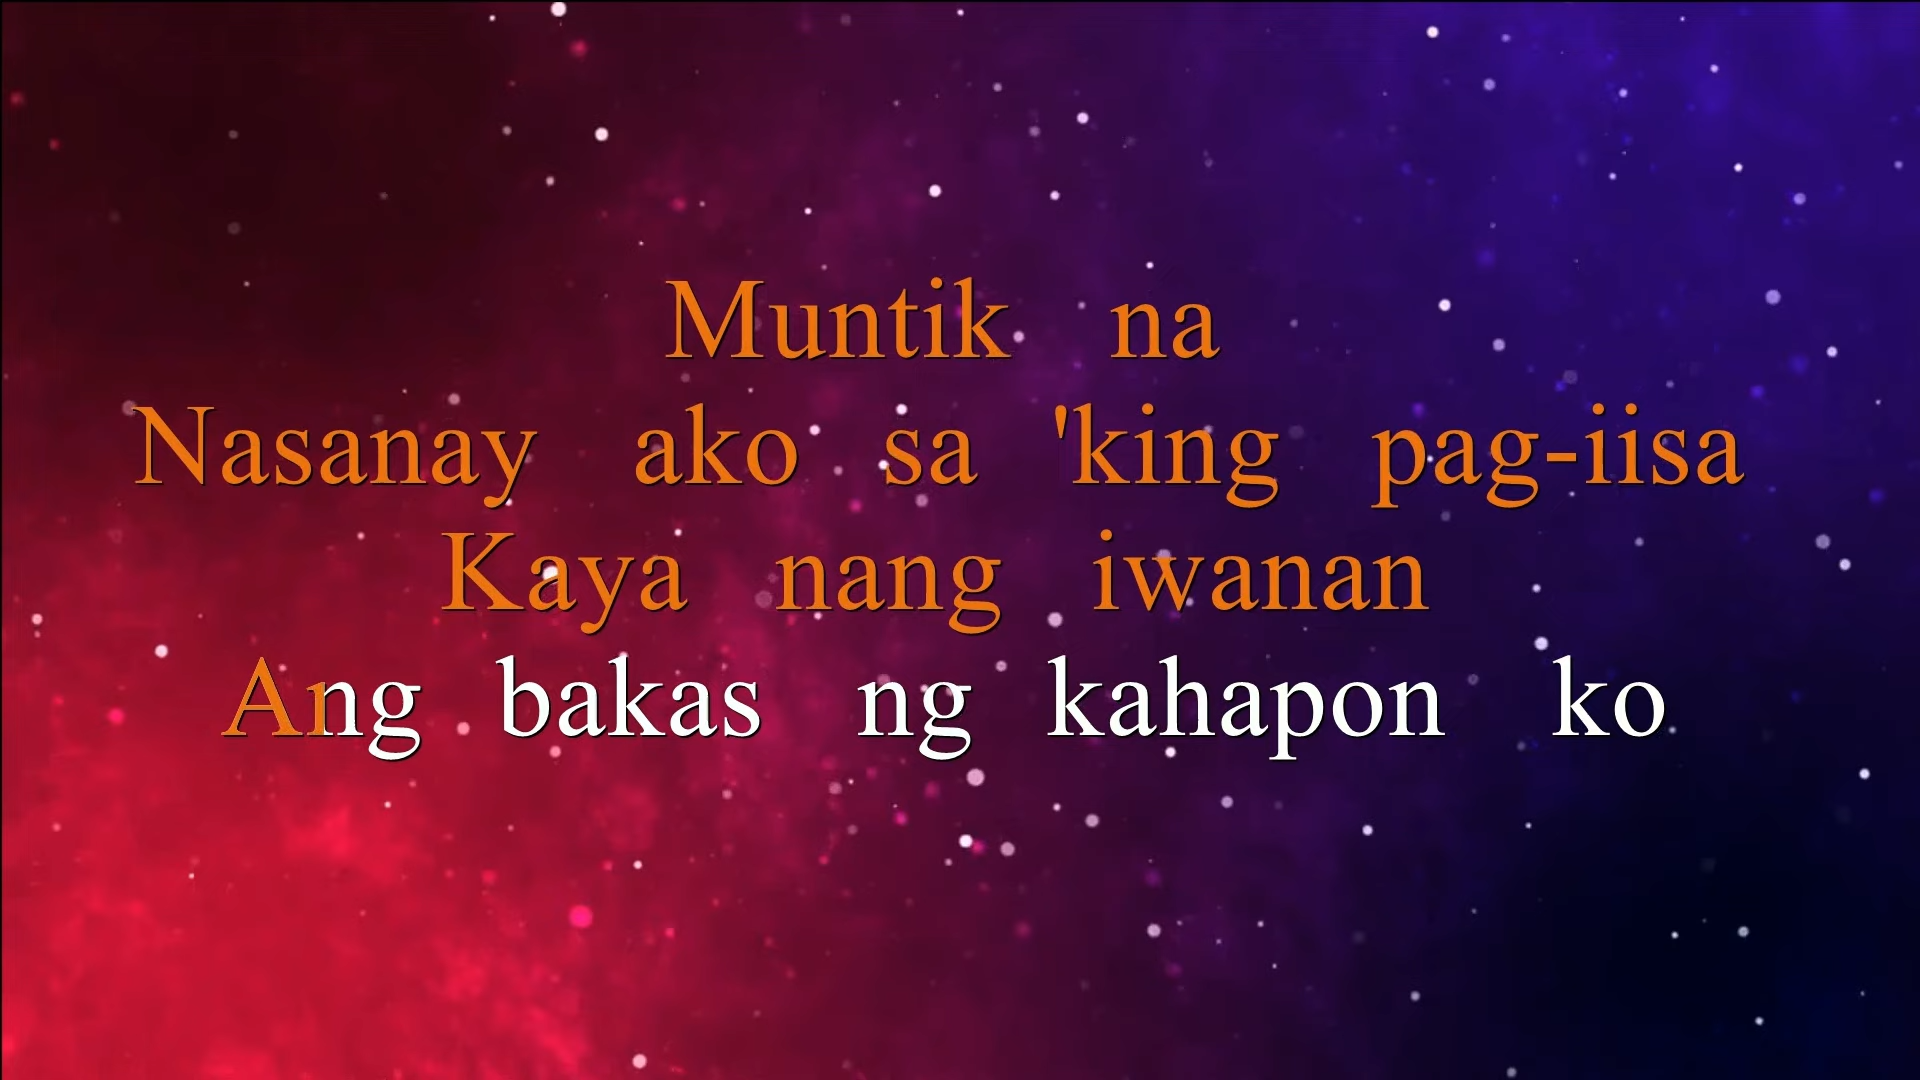 Muntik na
Nasanay ako sa 'king pag-iisa
Kaya nang iwanan
Ang bakas ng kahapon ko